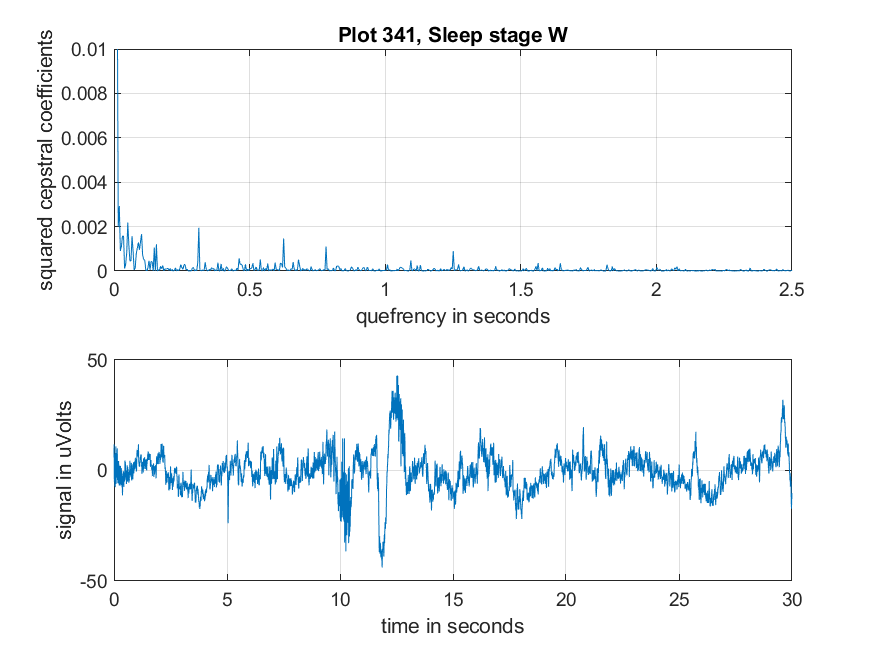 Plot 341, Sleep stage W
squared cepstral coefficients
0.01
0.008
0.006
0.004
0.002
0
0 0.5 1 1.5 2 2.5
quefrency in seconds
signal in uVolts
50
0
-50
0 5 10 15 20 25 30
time in seconds